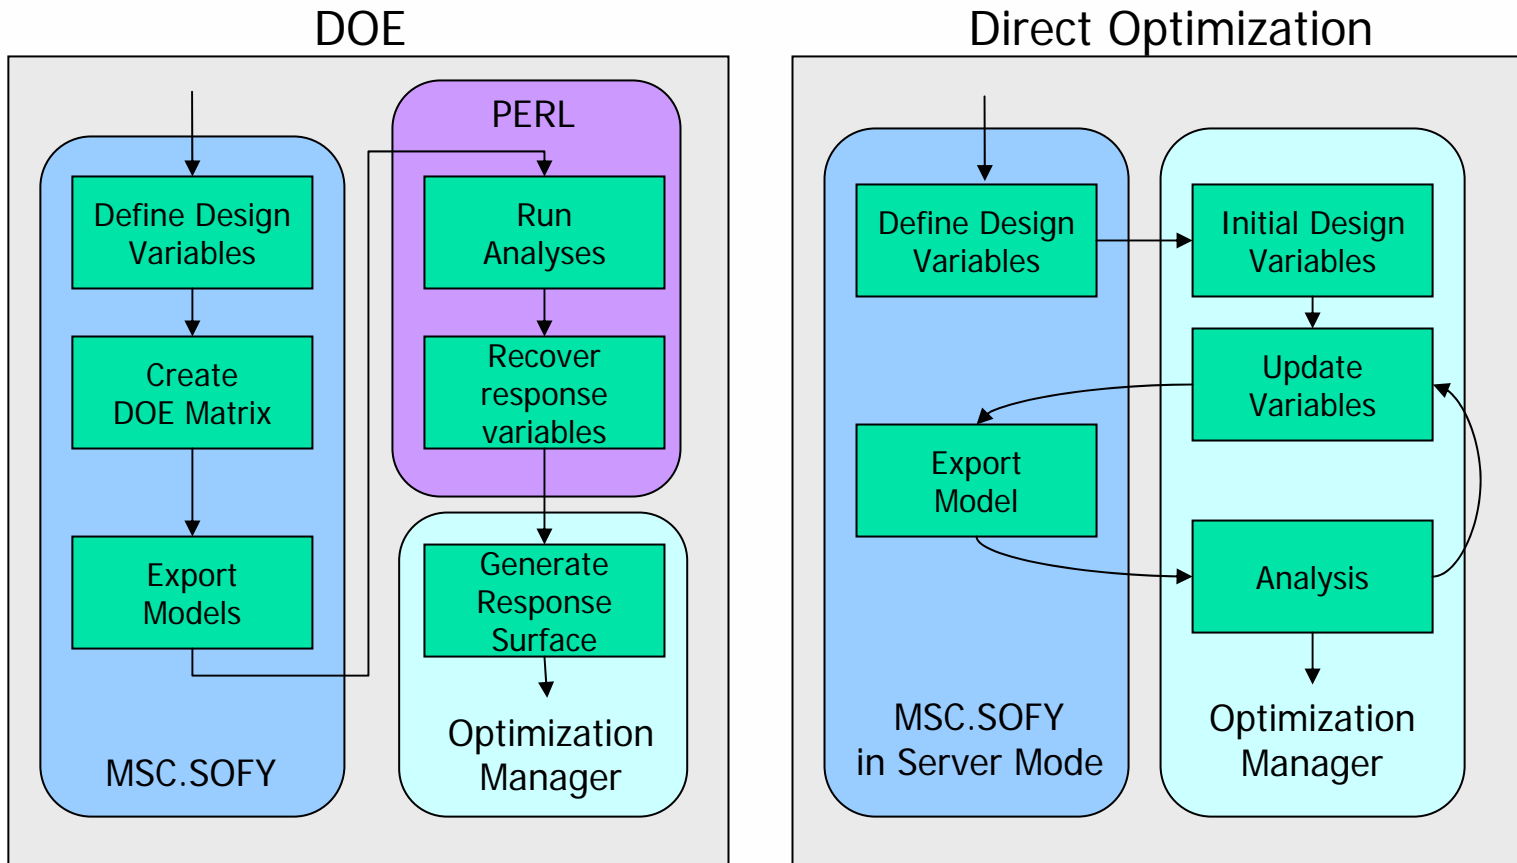 DOE
Define Design
Variables
Create
DOE Matrix
Export
Models
MSC.SOFY
PERL
Run
Analyses
Recover
response
variables
Generate
Response
Surface
Optimization
Manager
Direct Optimization
Define Design
Variables
Export
Model
MSC.SOFY
in Server Mode
Initial Design
Variables
Update
Variables
Analysis
Optimization
Manager